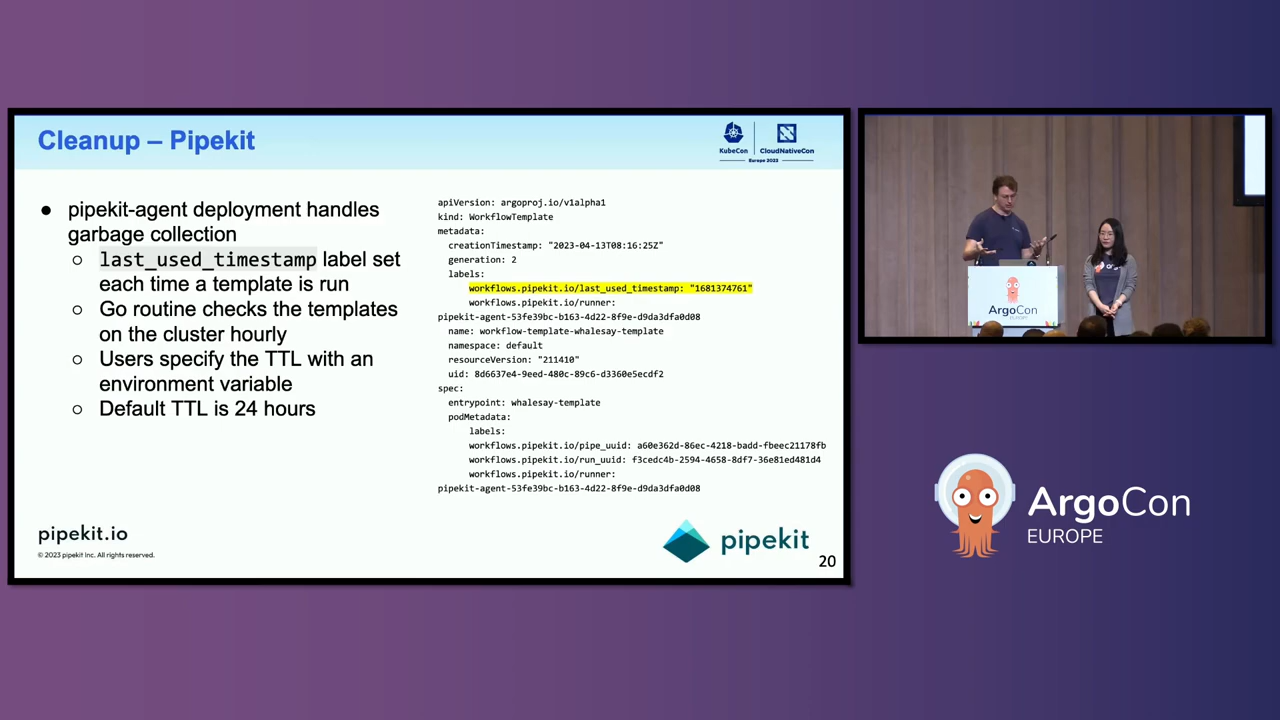 Cleanup – Pipekit
KubeCon
CloudNativeCon
Europe 2023
● pipekit-agent deployment handles
garbage collection
○ last_used_timestamp label set
each time a template is run
○ Go routine checks the templates
on the cluster hourly
○ Users specify the TTL with an
environment variable
○ Default TTL is 24 hours
apiVersion: argoproj.io/v1alpha1
kind: WorkflowTemplate
metadata:
creationTimestamp: "2023-04-13T08:16:25Z"
generation: 2
labels:
workflows.pipekit.io/last_used_timestamp: "1681374761"
workflows.pipekit.io/runner:
pipekit-agent-53fe39bc-b163-4d22-8f9e-d9da3dfa0d08
name: workflow-template-whalesay-template
namespace: default
resourceVersion: "211410"
uid: 8d6637e4-9eed-480c-89c6-d3360e5ecdf2
spec:
entrypoint: whalesay-template
podMetadata:
labels:
workflows.pipekit.io/pipe_uuid: a60e362d-86ec-4218-badd-fbeec21178fb
workflows.pipekit.io/run_uuid: f3cedc4b-2594-4658-8df7-36e81ed481d4
workflows.pipekit.io/runner:
pipekit-agent-53fe39bc-b163-4d22-8f9e-d9da3dfa0d08
pipekit.io
© 2023 pipekit Inc. All rights reserved.
pipekit
20
ArgoCon
EUROPE
ArgoCon
EUROPE